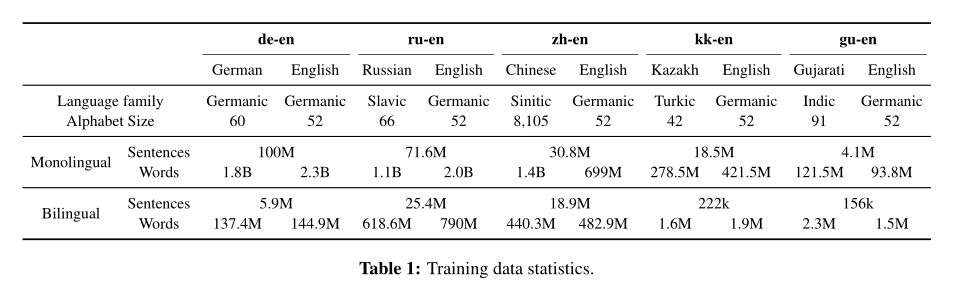 de-en ru-en zh-en kk-en gu-en
German English Russian English Chinese English Kazakh English Gujarati English
Language family Germanic Germanic Slavic Germanic Sinitic Germanic Turkic Germanic Indic Germanic
Alphabet Size 60 52 66 52 8,105 52 42 52 91 52
Monolingual Sentences 100M 71.6M 30.8M 18.5M 4.1M
Words 1.8B 2.3B 1.1B 2.0B 1.4B 699M 278.5M 421.5M 121.5M 93.8M
Bilingual Sentences 5.9M 25.4M 18.9M 222k 156k
Words 137.4M 144.9M 618.6M 790M 440.3M 482.9M 1.6M 1.9M 2.3M 1.5M
Table 1: Training data statistics.